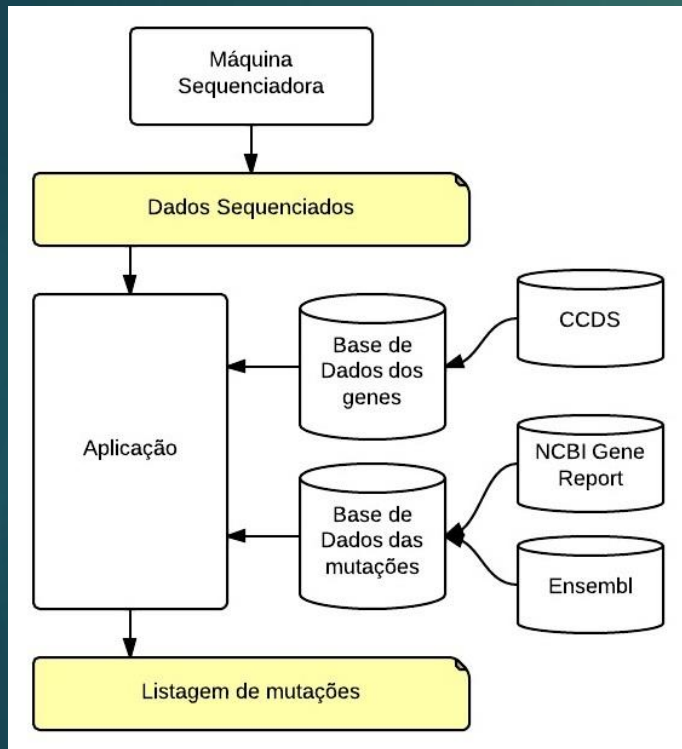 Máquina
Sequenciadora
Dados Sequenciados
Aplicação
Base de
Dados dos
genes
CCDS
Base de
Dados das
mutações
NCBI Gene
Report
Ensembl
Listagem de mutações